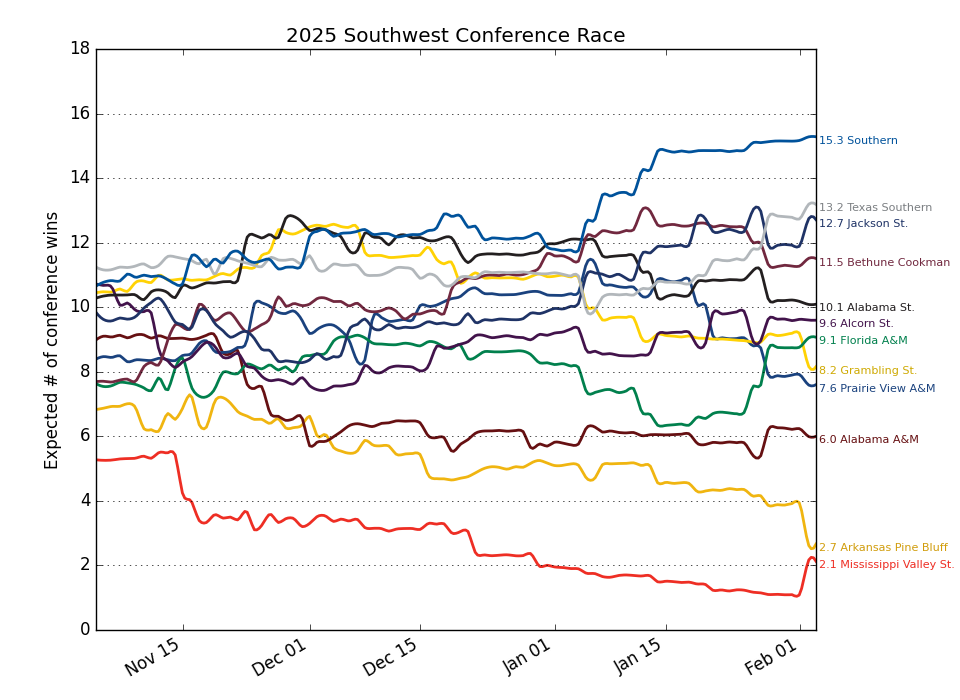 2025 Southwest Conference Race
Expected # of conference wins
18
16
14
12
10
8
6
4
2
0
Nov 15
Dec 01
Dec 15
Jan 01
Jan 15
Feb 01
15.3 Southern
13.2 Texas Southern
12.7 Jackson St.
11.5 Bethune Cookman
10.1 Alabama St.
9.6 Alcorn St.
9.1 Florida A&M
8.2 Grambling St.
7.6 Prairie View A&M
6.0 Alabama A&M
2.7 Arkansas Pine Bluff
2.1 Mississippi Valley St.